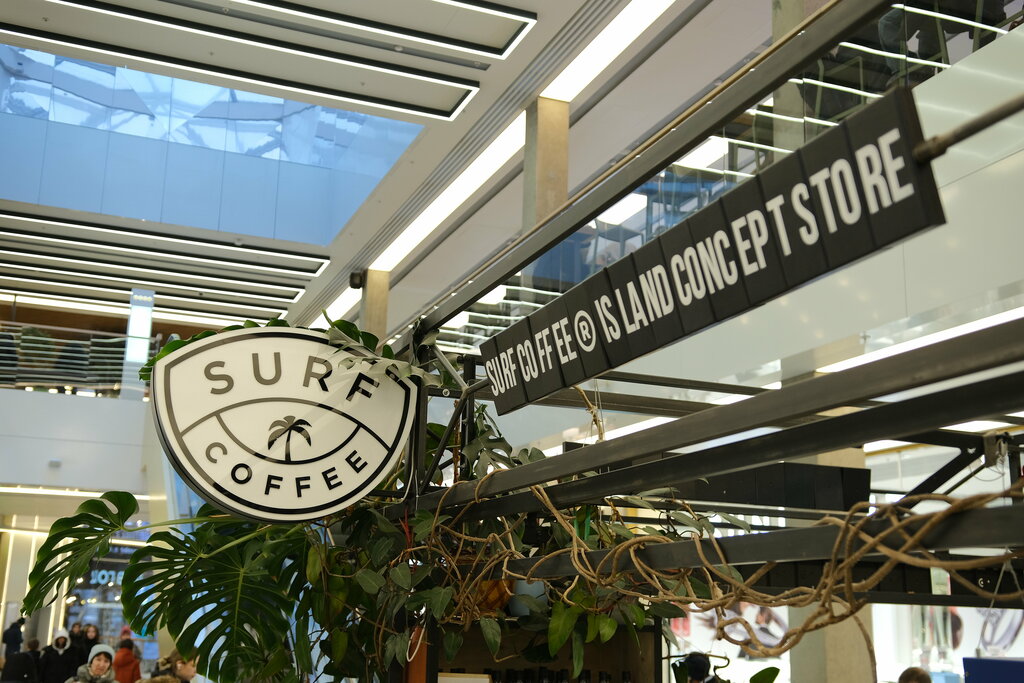 SURF
COFFEE
SURF COFFEE® ISLAND CONCEPT STORE